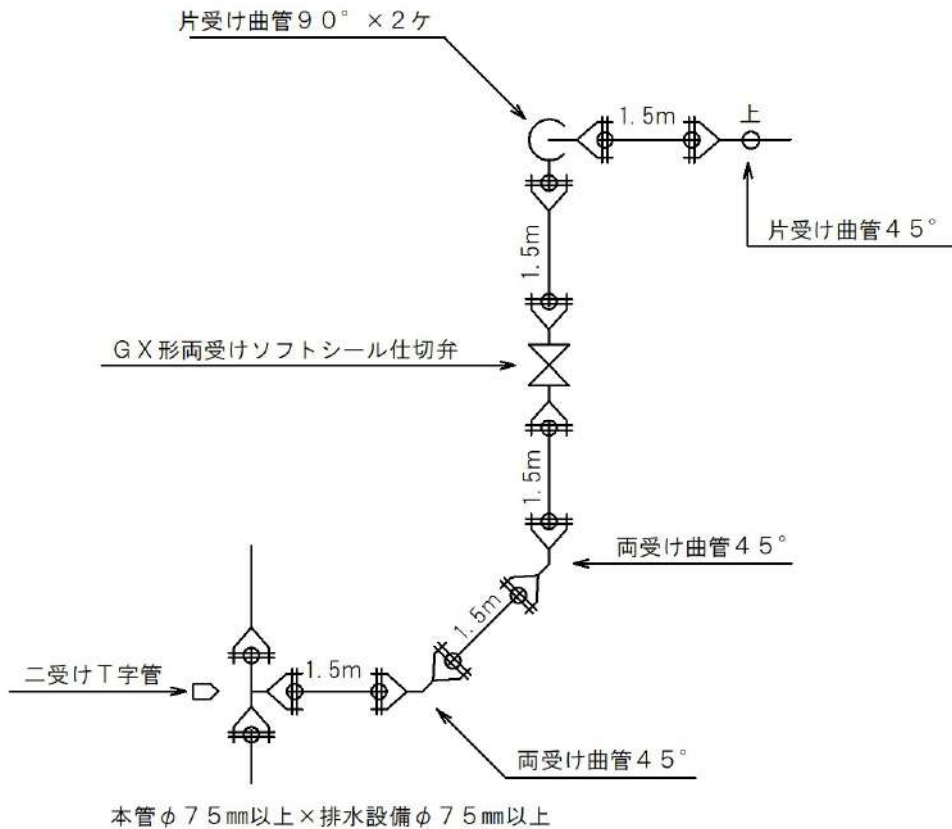 片受け曲管９０°×２ケ
1.5m
上
片受け曲管４５°
1.5m
ＧＸ形両受けソフトシール仕切弁
1.5m
両受け曲管４５°
1.5m
二受けＴ字管
1.5m
両受け曲管４５°
本管φ７５㎜以上×排水設備φ７５㎜以上